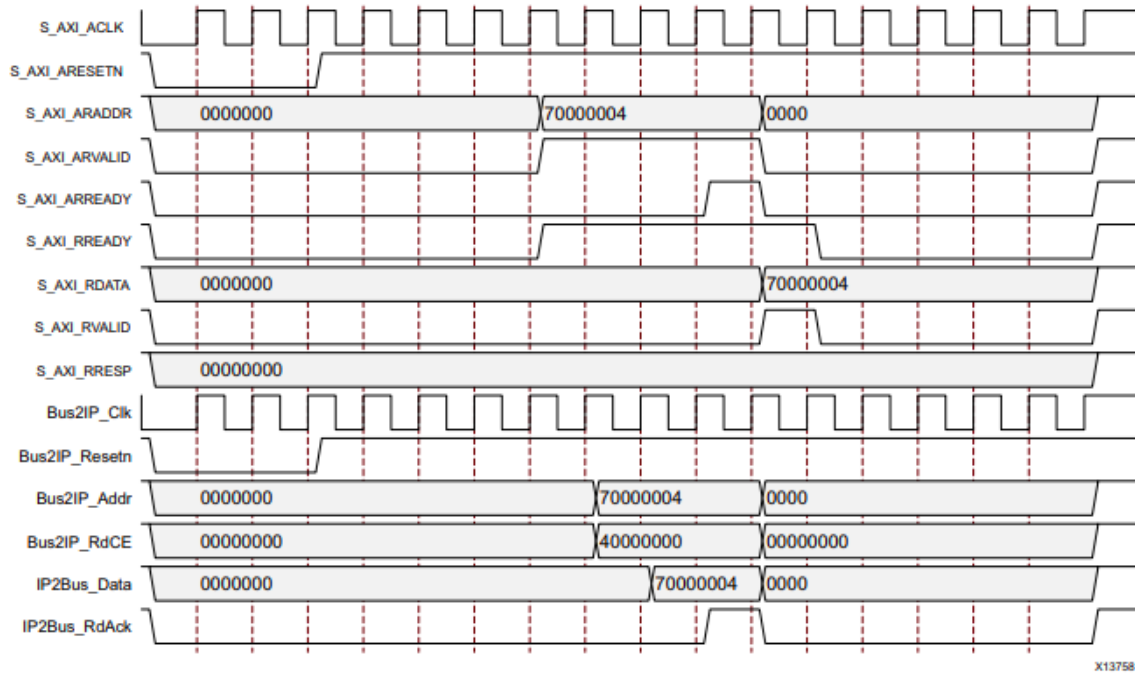 S_AXI_ACLK
S_AXI_ARESETN
S_AXI_ARADDR 0000000 70000004 0000
S_AXI_ARVALID
S_AXI_ARREADY
S_AXI_RREADY
S_AXI_RDATA 0000000 70000004
S_AXI_RVALID
S_AXI_RRESP 00000000
Bus2IP_Clk
Bus2IP_Resetn
Bus2IP_Addr 0000000 70000004 0000
Bus2IP_RdCE 00000000 40000000 00000000
IP2Bus_Data 0000000 70000004 0000
IP2Bus_RdAck
X13758